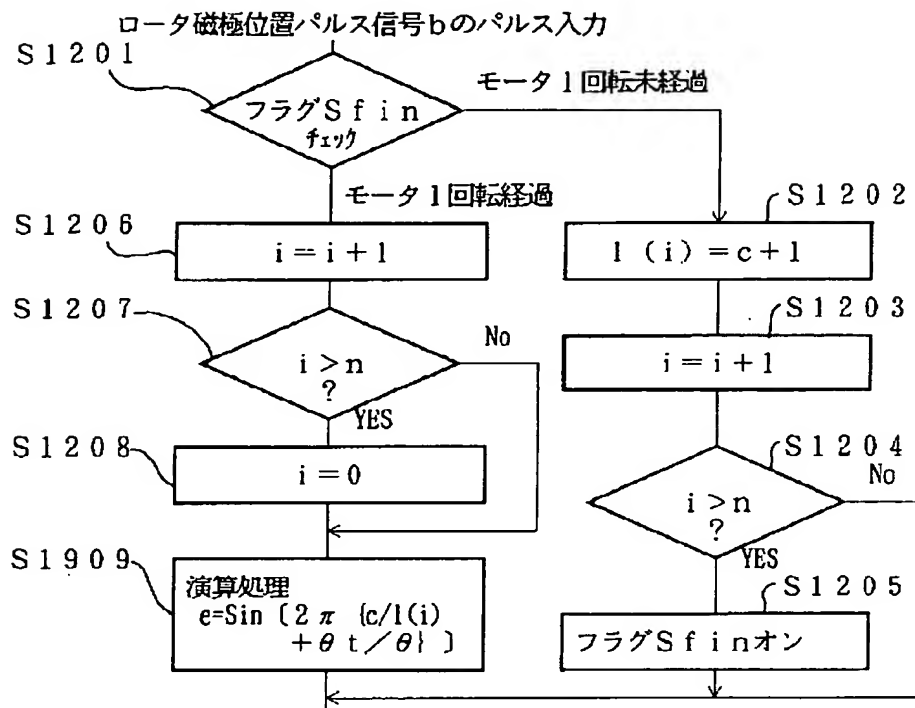 ロータ磁極位置パルス信号bのパルス入力
S1201
フラグSfin
チェック
モータ1回転未経過
モータ1回転経過
S1206
i=i+1
S1207
i>n
?
No
YES
S1208
i=0
S1909
演算処理
e=Sin〔2π {c/l(i)
+θt/θ}〕
S1202
l(i)=c+1
S1203
i=i+1
S1204
i>n
?
No
YES
S1205
フラグSfinオン